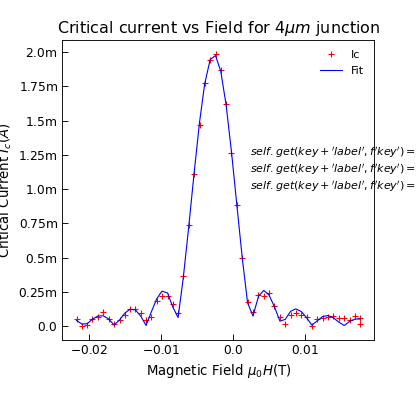 Critical current vs Field for 4μm junction
2.0m
1.75m
1.5m
1.25m
1.0m
0.75m
0.5m
0.25m
0.0
Critical Current I_c(A)
Ic
Fit
self.get(key+'label',f'key')=
self.get(key+'label',f'key')=
self.get(key+'label',f'key')=
−0.02
−0.01
0.0
0.01
Magnetic Field μ₀H(T)